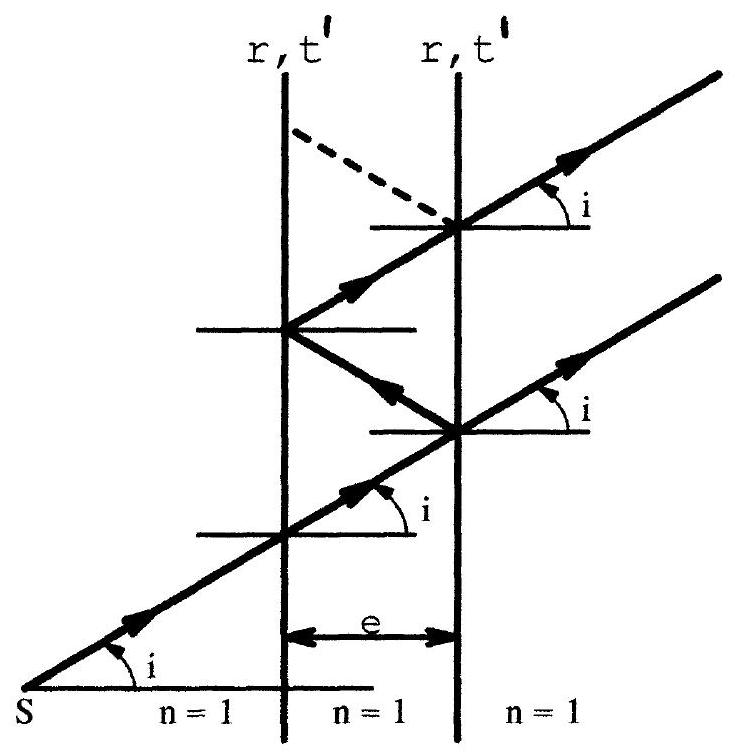 r,t' r,t'
i
i
i
e
i
S n = 1 n = 1 n = 1